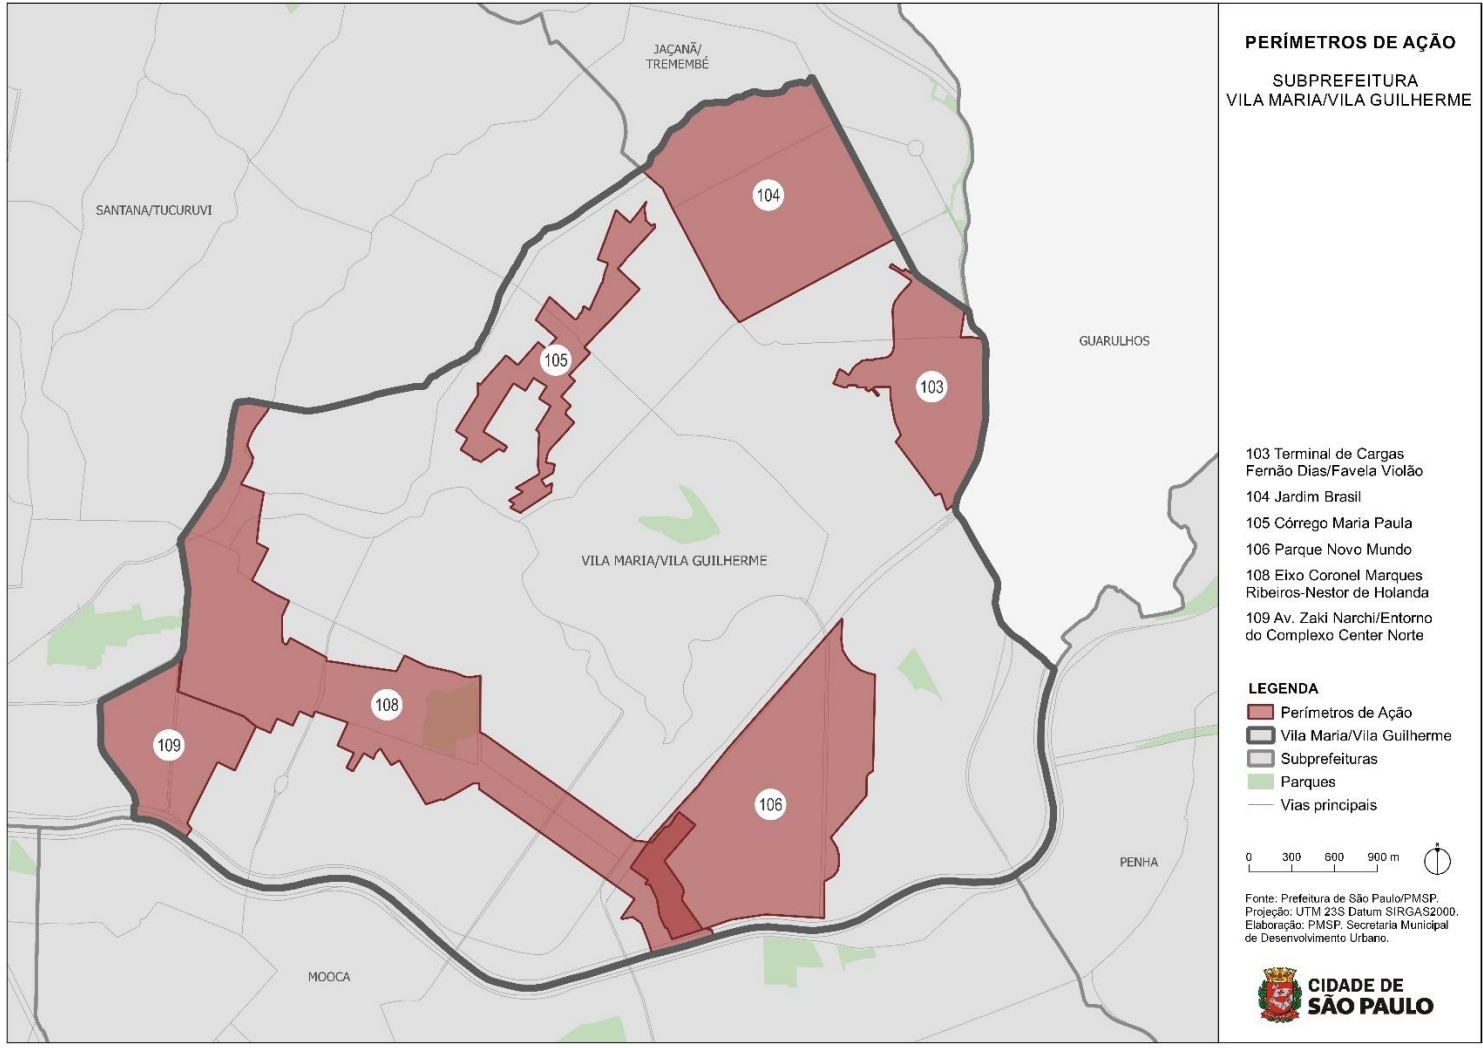 JAÇANÃ/
TREMEMBÉ
SANTANA/TUCURUVI
104
105
103
GUARULHOS
VILA MARIA/VILA GUILHERME
108
109
106
PENHA
MOOCA
PERÍMETROS DE AÇÃO
SUBPREFEITURA
VILA MARIA/VILA GUILHERME
103 Terminal de Cargas
Fernão Dias/Favela Violão
104 Jardim Brasil
105 Córrego Maria Paula
106 Parque Novo Mundo
108 Eixo Coronel Marques
Ribeiros-Nestor de Holanda
109 Av. Zaki Narchi/Entorno
do Complexo Center Norte
LEGENDA
Perímetros de Ação
Vila Maria/Vila Guilherme
Subprefeituras
Parques
Vias principais
0 300 600 900 m
Fonte: Prefeitura de São Paulo/PMSP.
Projeção: UTM 23S Datum SIRGAS2000.
Elaboração: PMSP. Secretaria Municipal
de Desenvolvimento Urbano.
CIDADE DE
SÃO PAULO